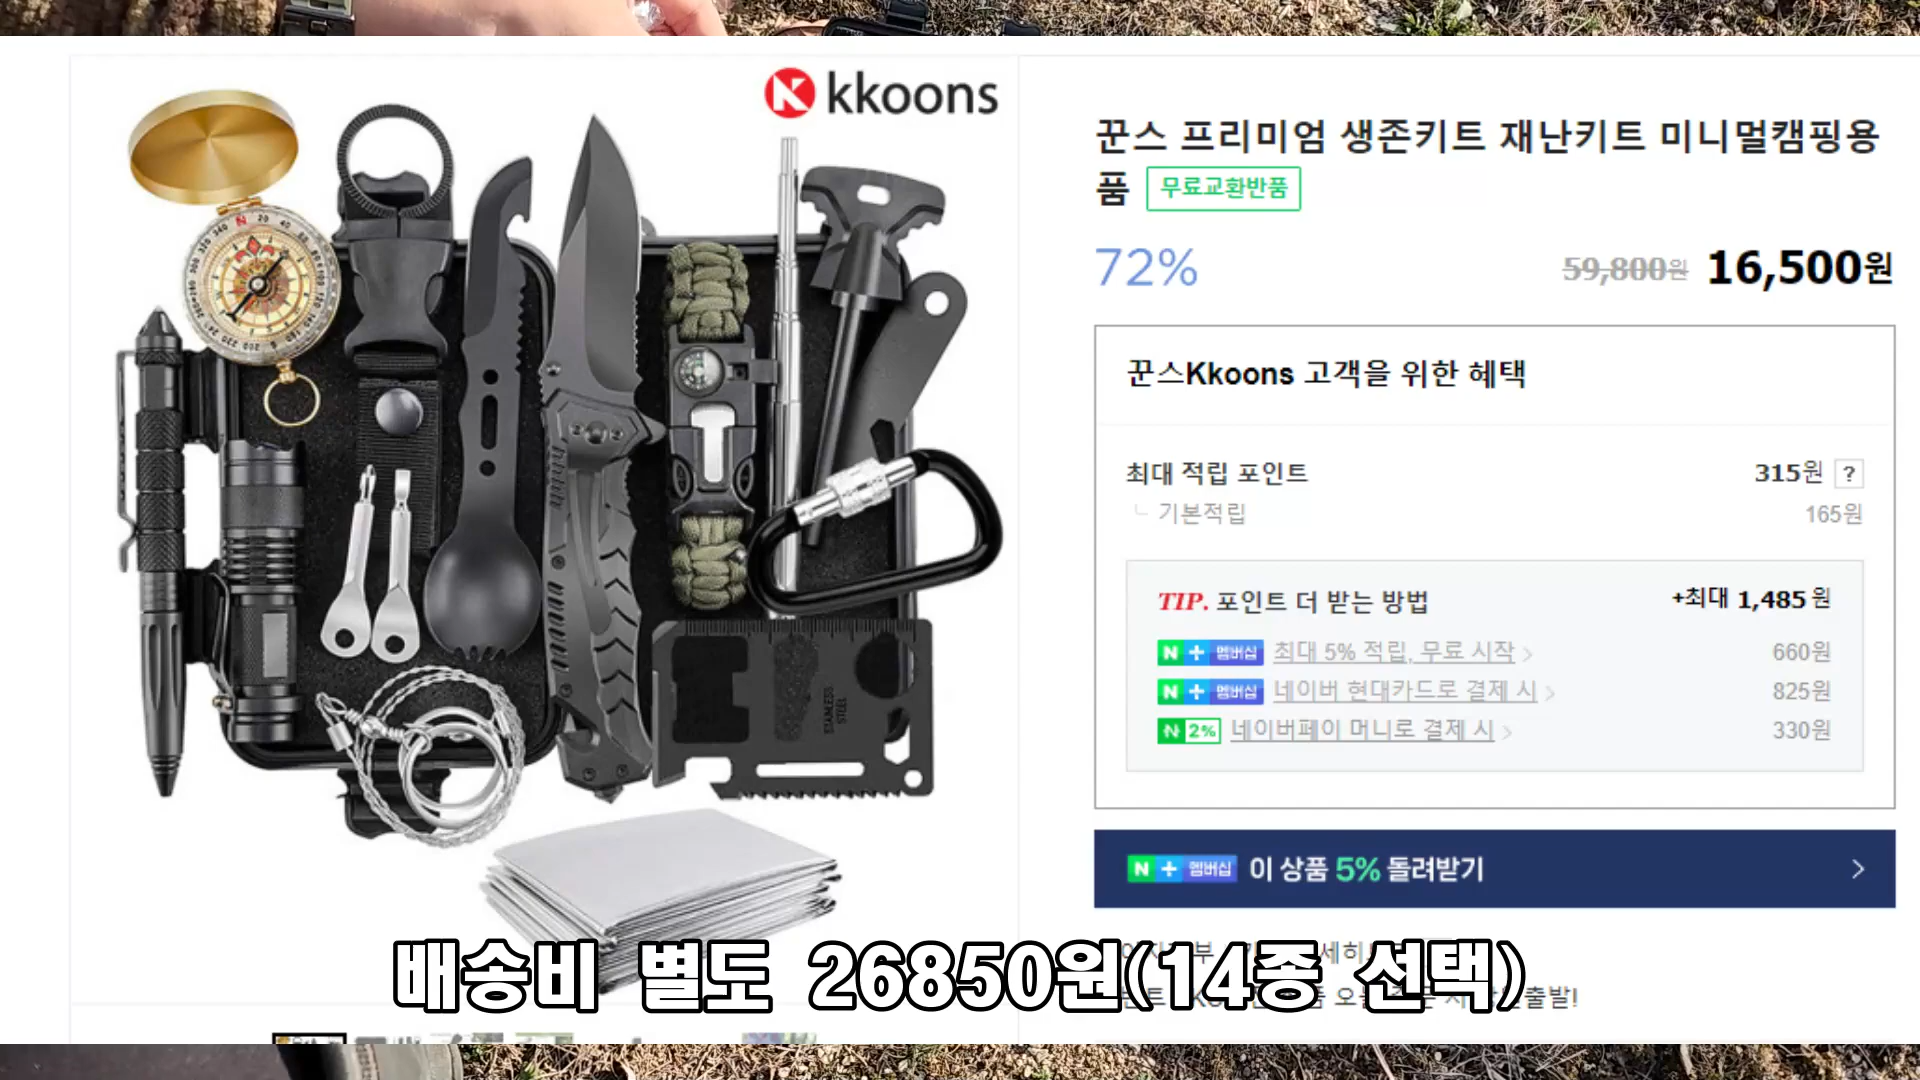 kkoons
꾼스 프리미엄 생존키트 재난키트 미니멀캠핑용
품 무료교환반품
72% 59,800원 16,500원
꾼스Kkoons 고객을 위한 혜택
최대 적립 포인트 315원 ?
기본적립 165원
TIP. 포인트 더 받는 방법 +최대 1,485원
N + 멤버십 최대 5% 적립, 무료 시작 660원
N + 멤버십 네이버 현대카드로 결제 시 825원
N 2% 네이버페이 머니로 결제 시 330원
N + 멤버십 이 상품 5% 돌려받기
STAINLESS STEEL
배송비 별도 26850원(14종 선택)
출발!